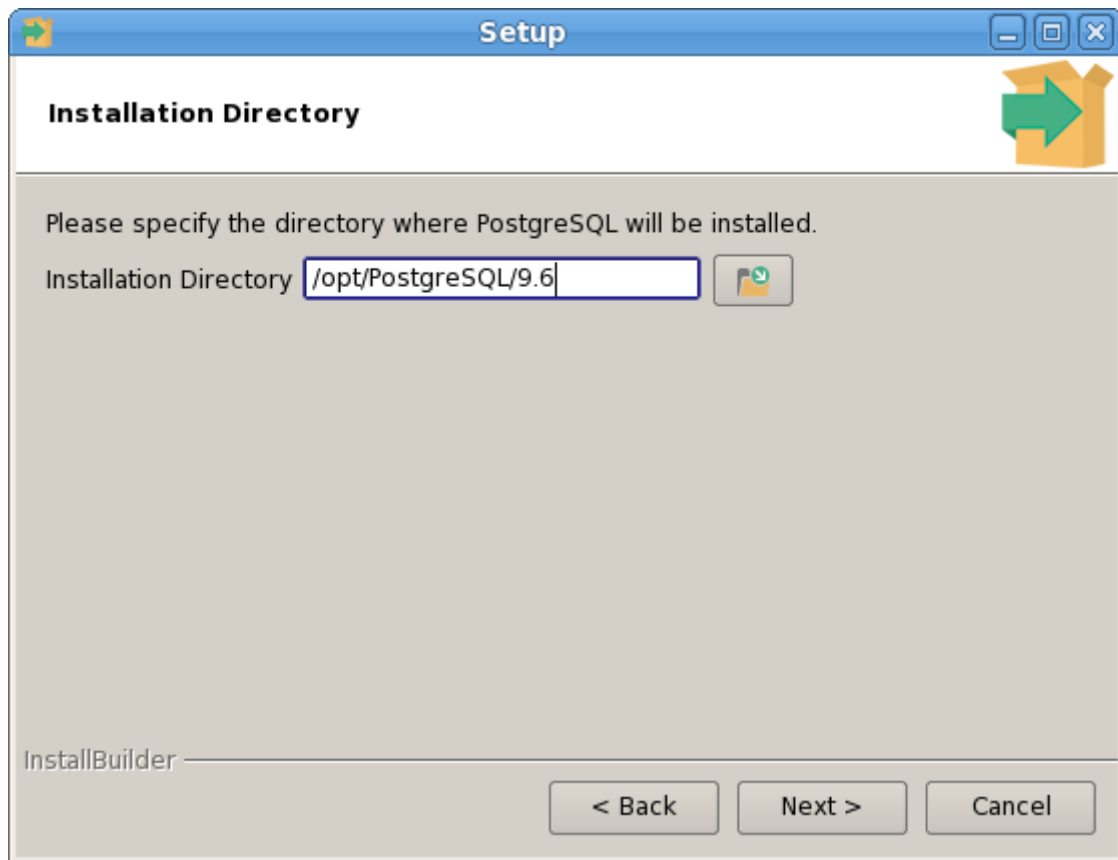 Setup
Installation Directory
Please specify the directory where PostgreSQL will be installed.
Installation Directory /opt/PostgreSQL/9.6
InstallBuilder
< Back Next > Cancel